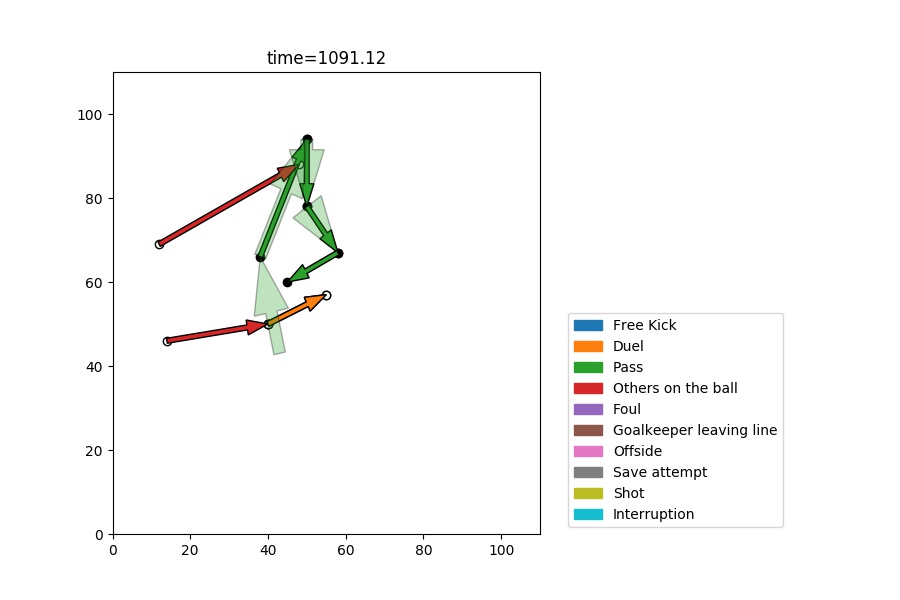 time=1091.12
100
80
60
40
20
0
0 20 40 60 80 100
Free Kick
Duel
Pass
Others on the ball
Foul
Goalkeeper leaving line
Offside
Save attempt
Shot
Interruption